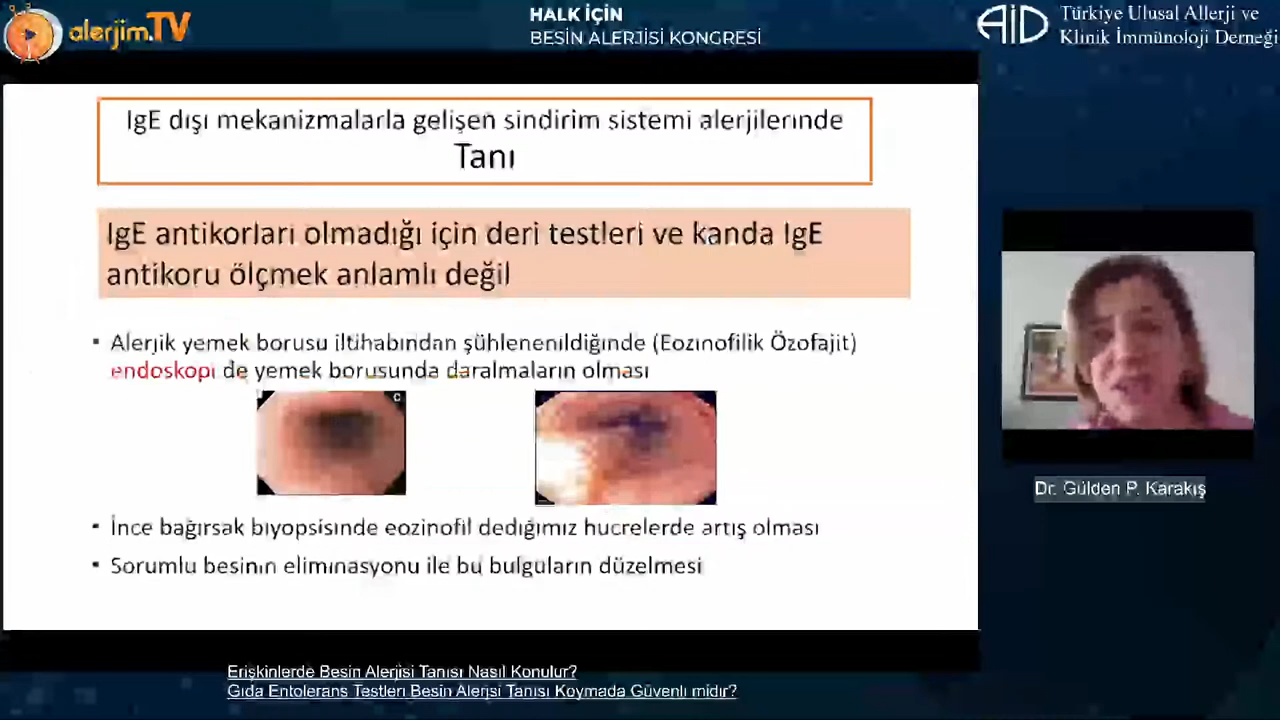 alerjim.TV
HALK İÇİN
BESİN ALERJİSİ KONGRESİ
AİD
Türkiye Ulusal Allerji ve
Klinik İmmünoloji Derneği
IgE dışı mekanizmalarla gelişen sindirim sistemi alerjilerinde
Tanı
IgE antikorları olmadığı için deri testleri ve kanda IgE
antikoru ölçmek anlamlı değil
▪ Alerjik yemek borusu iltihabından şühlenenildiğinde (Eozinofilik Özofajit)
endoskopi de yemek borusunda daralmaların olması
C
▪ İnce bağırsak biyopsisinde eozinofil dediğimiz hücrelerde artış olması
▪ Sorumlu besinin eliminasyonu ile bu bulguların düzelmesi
Dr. Gülden P. Karakış
Erişkinlerde Besin Alerjisi Tanısı Nasıl Konulur?
Gıda Entolerans Testleri Besin Alerjsi Tanısı Koymada Güvenli midir?